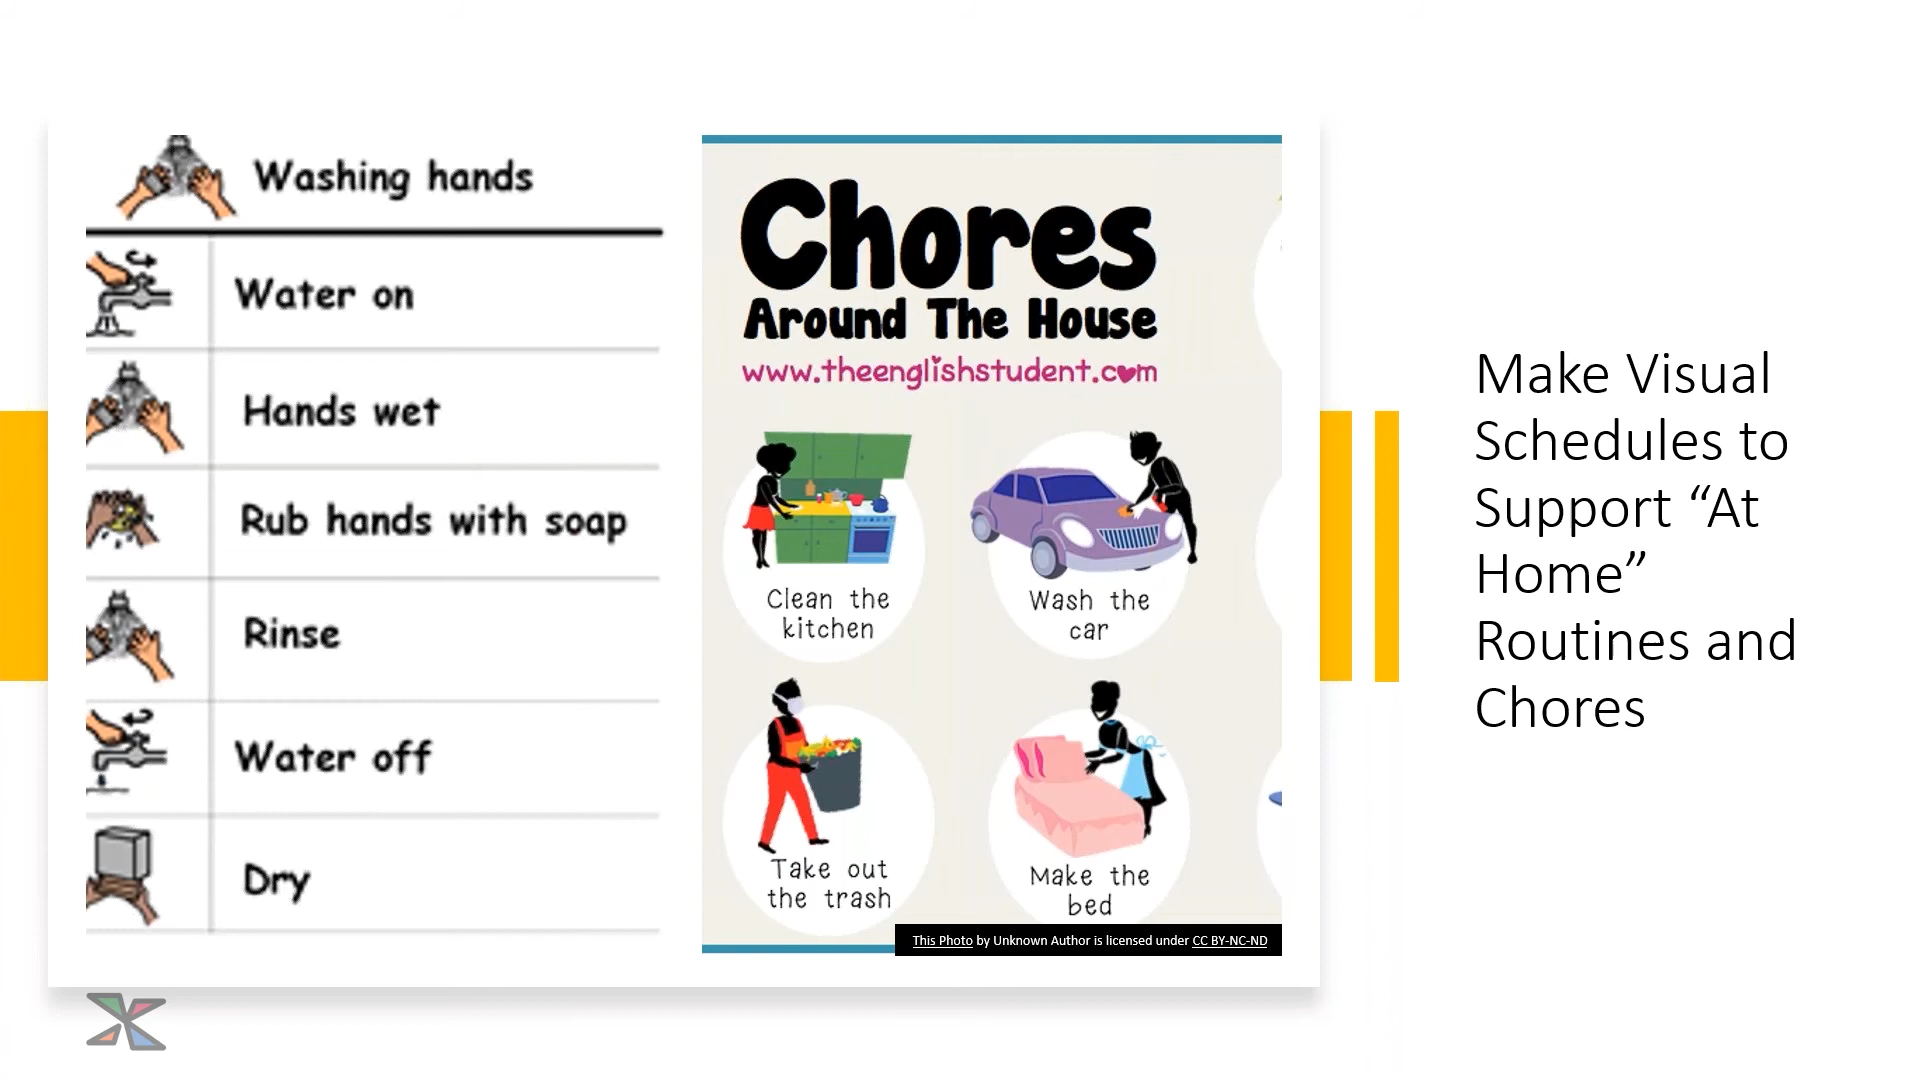 Washing hands
Water on
Hands wet
Rub hands with soap
Rinse
Water off
Dry
Chores
Around The House
www.theenglishstudent.com
Clean the
kitchen
Wash the
car
Take out
the trash
Make the
bed
This Photo by Unknown Author is licensed under CC BY-NC-ND
Make Visual
Schedules to
Support “At
Home”
Routines and
Chores